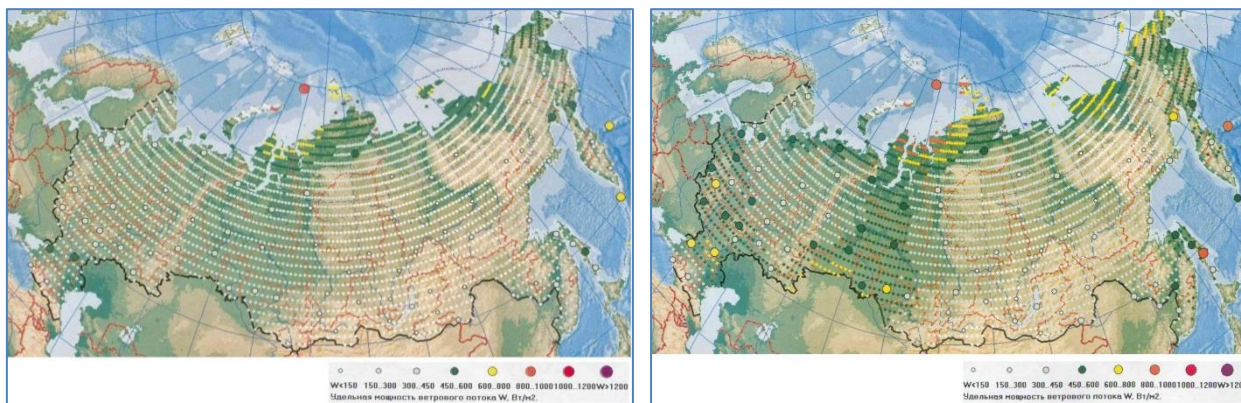 W<150 150..300 300..450 450..600 600..800 800..1000 1000..1200 W>1200
Удельная мощность ветрового потока W, Вт/м2.
W<150 150..300 300..450 450..600 600..800 800..1000 1000..1200 W>120
Удельная мощность ветрового потока W, Вт/м2.